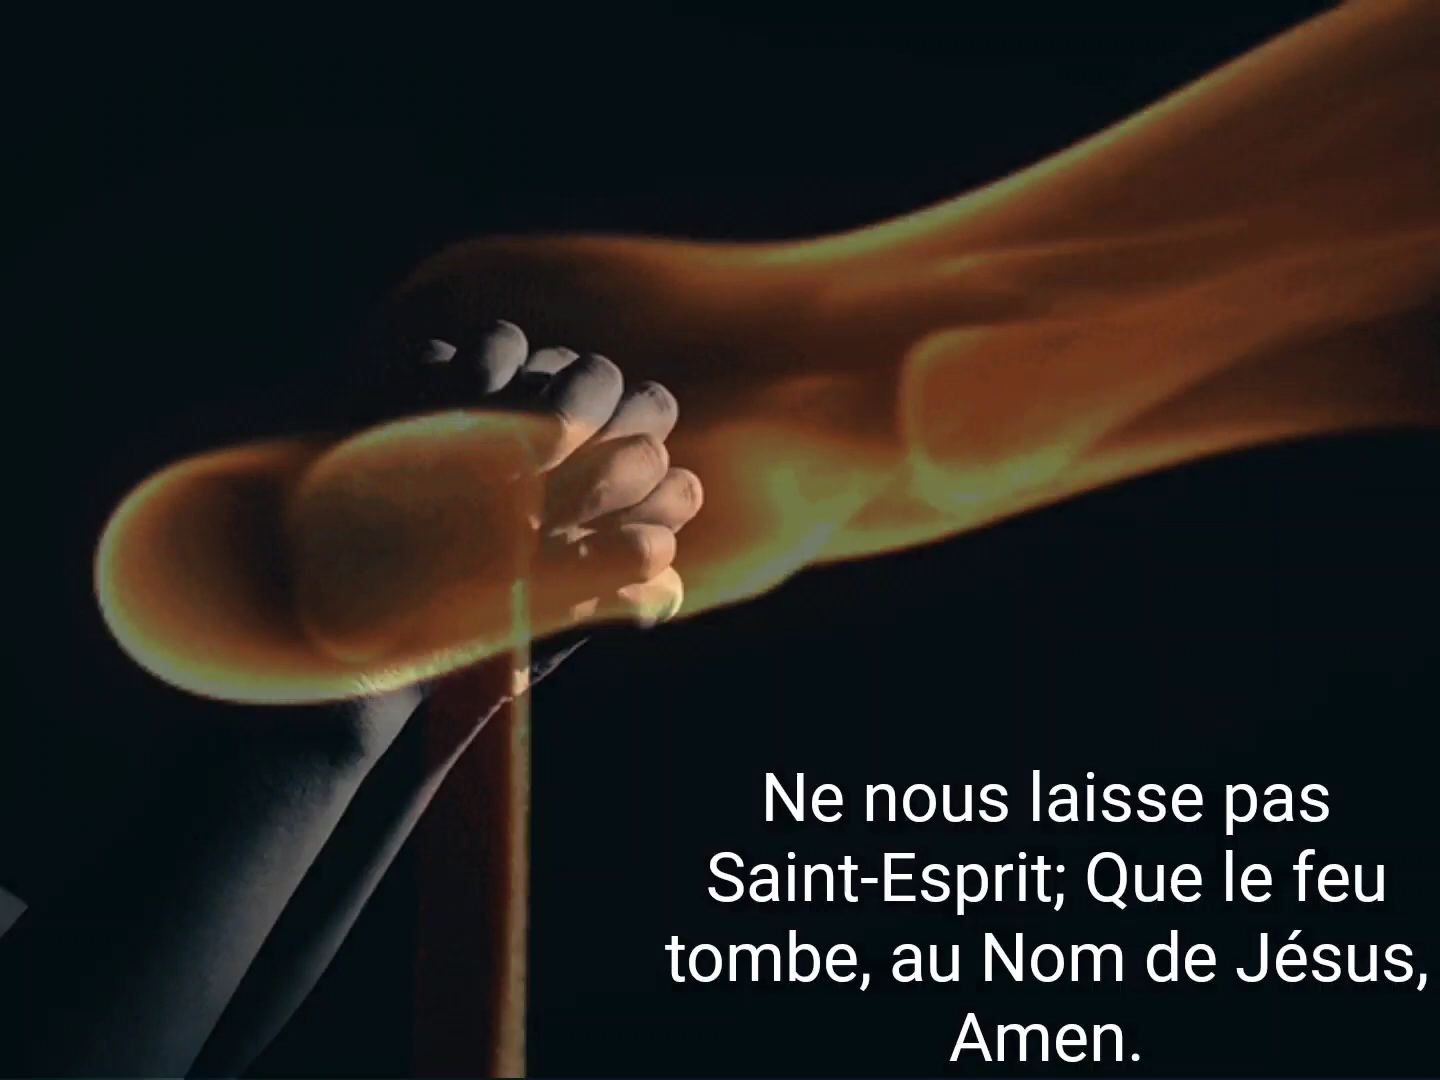 Ne nous laisse pas
Saint-Esprit; Que le feu
tombe, au Nom de Jésus,
Amen.